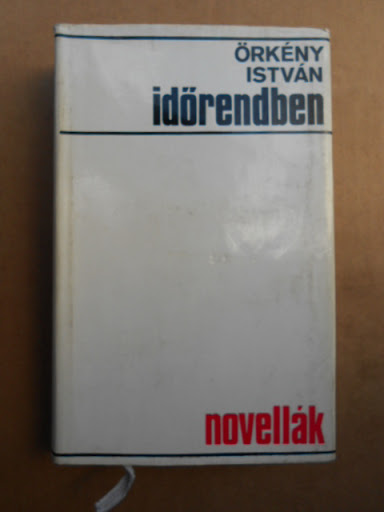 ÖRKÉNY
ISTVÁN
időrendben
novellák